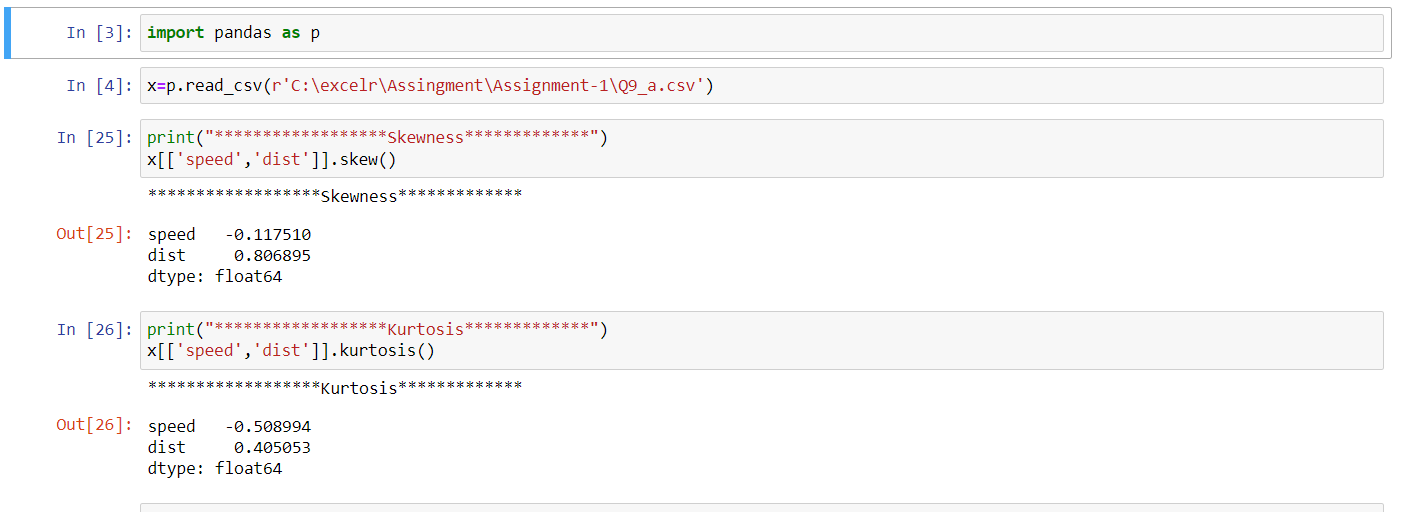 In [3]: import pandas as p
In [4]: x=p.read_csv(r'C:\excelr\Assingment\Assignment-1\Q9_a.csv')
In [25]: print("******************Skewness*************")
x[['speed','dist']].skew()
******************Skewness*************
Out[25]: speed   -0.117510
dist     0.806895
dtype: float64
In [26]: print("******************Kurtosis*************")
x[['speed','dist']].kurtosis()
******************Kurtosis*************
Out[26]: speed   -0.508994
dist     0.405053
dtype: float64